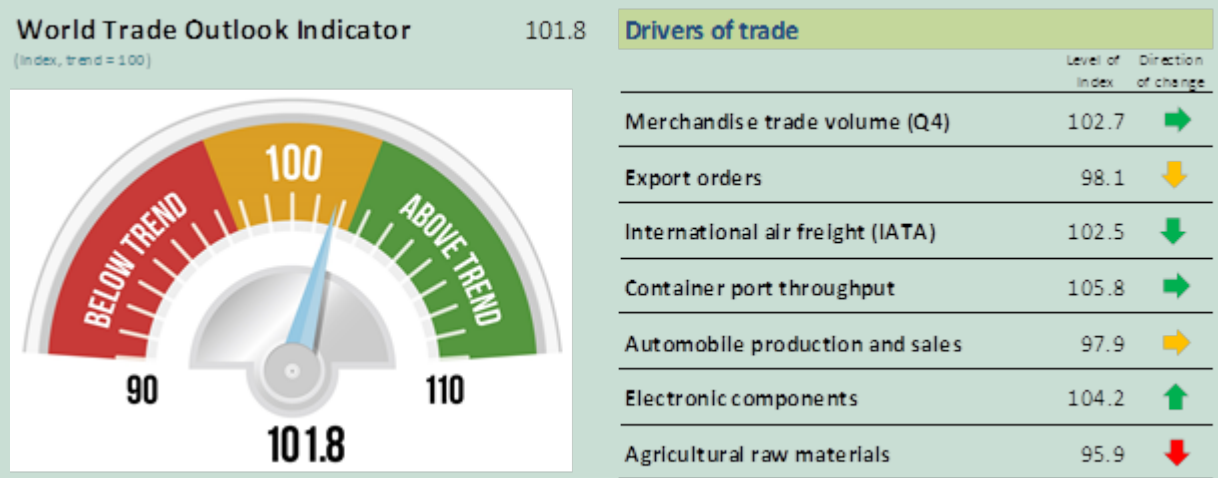 World Trade Outlook Indicator 101.8
(Index, trend = 100)
100
BELOW TREND
ABOVE TREND
90
110
101.8
Drivers of trade
Level of Index
Direction of change
Merchandise trade volume (Q4) 102.7
Export orders 98.1
International air freight (IATA) 102.5
Container port throughput 105.8
Automobile production and sales 97.9
Electronic components 104.2
Agricultural raw materials 95.9